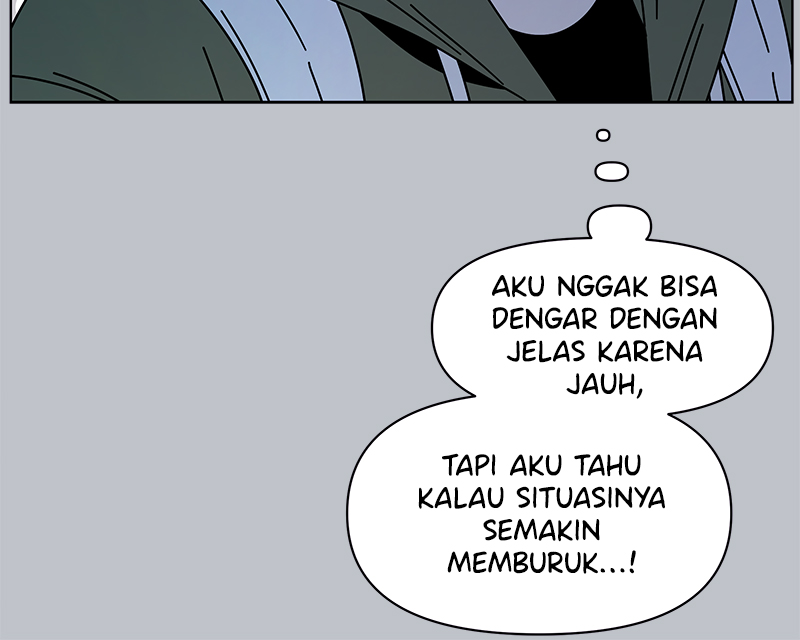 AKU NGGAK BISA
DENGAR DENGAN
JELAS KARENA
JAUH,
TAPI AKU TAHU
KALAU SITUASINYA
SEMAKIN
MEMBURUK...!